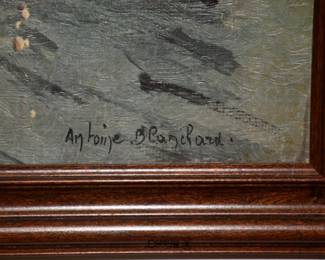 Antoine . Blanchard .